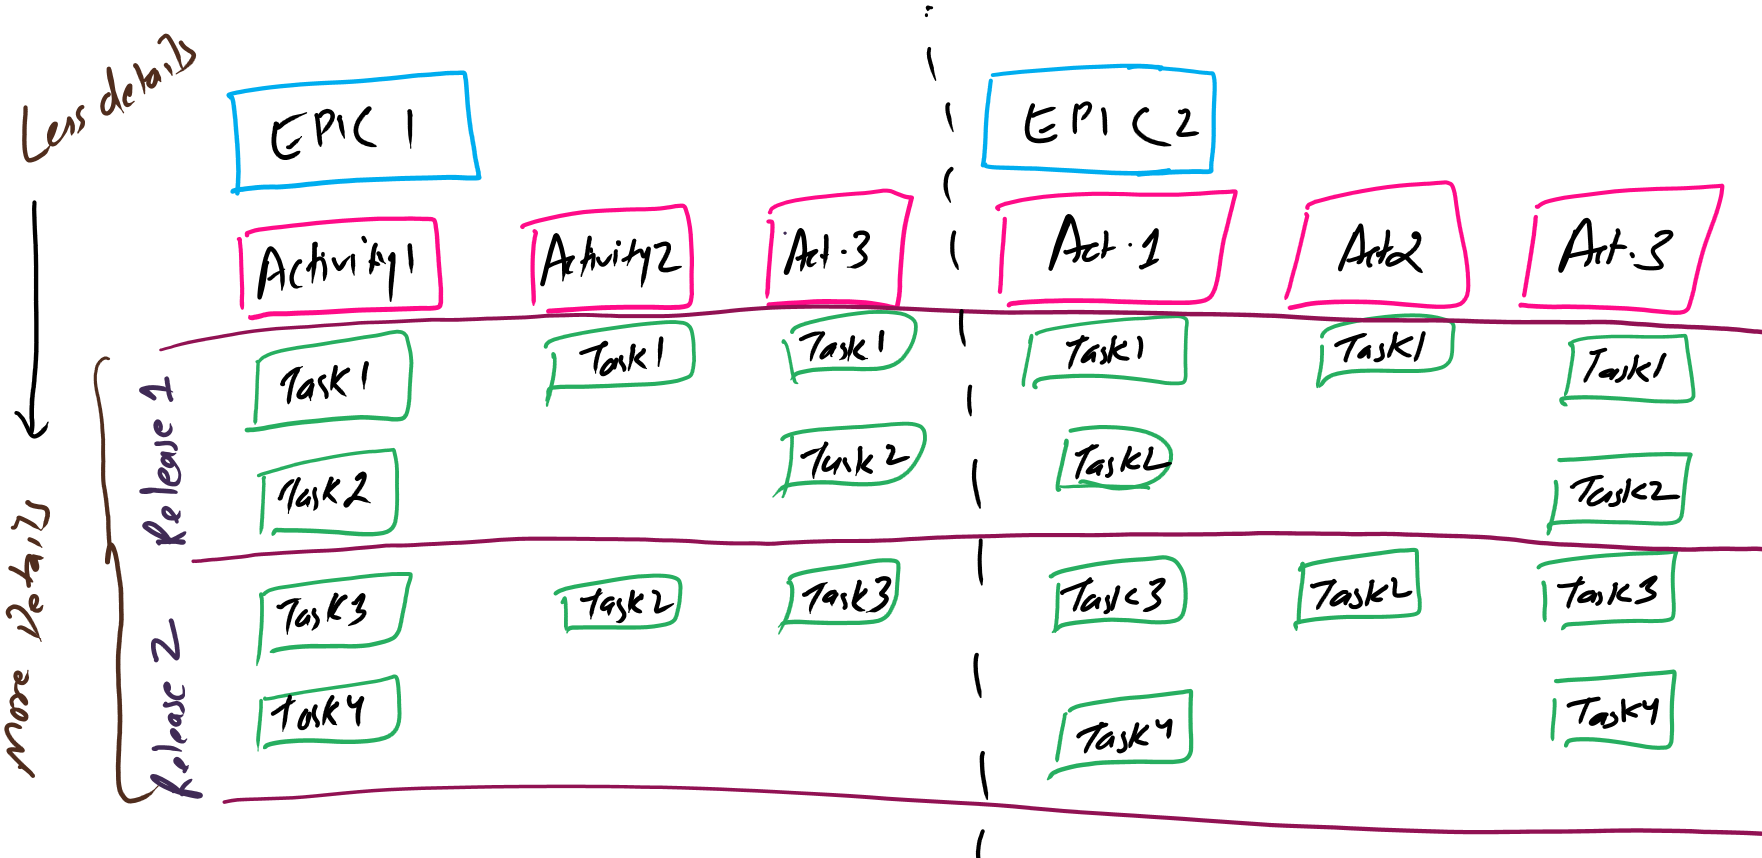 Less details
EPIC 1
EPIC 2
Activity1
Activity2
Act.3
Act.1
Act2
Act.3
Release 1
Task1
Task1
Task1
Task1
Task1
Task1
Task2
Task2
Task2
Task2
More Details
Release 2
Task3
Task2
Task3
Task3
Task2
Task3
Task4
Task4
Task4